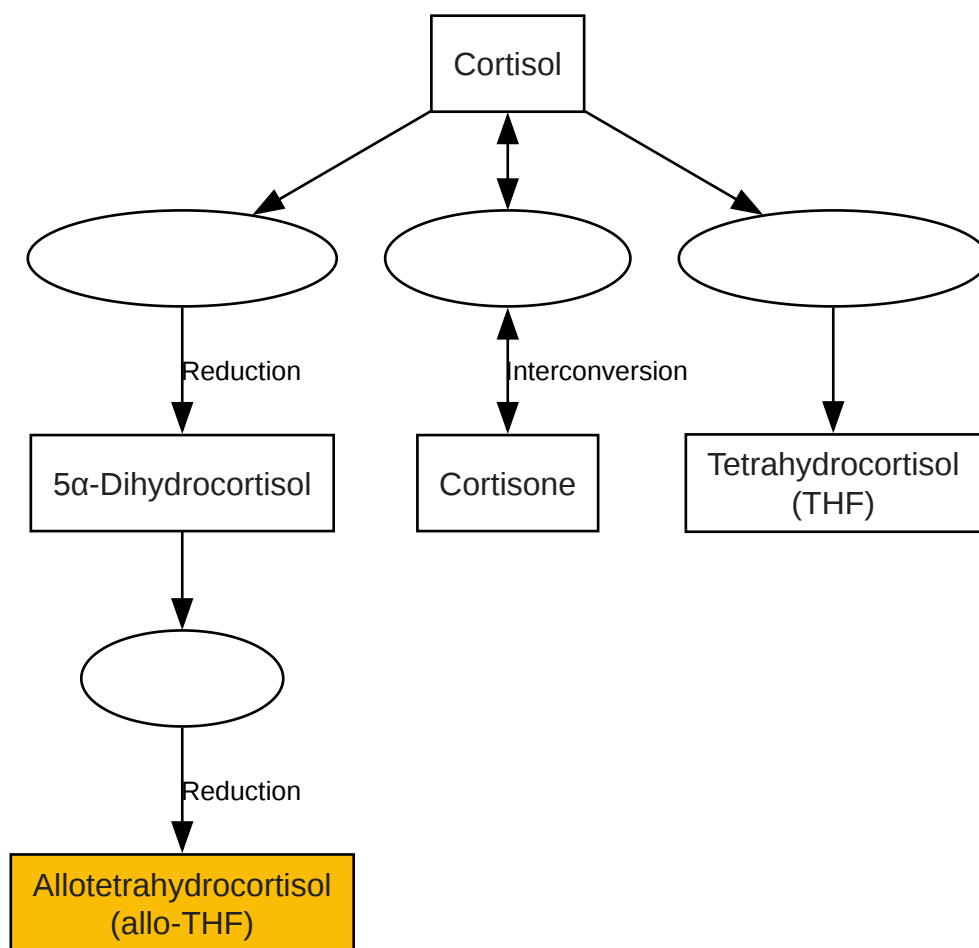 Cortisol
Reduction
Interconversion
5α-Dihydrocortisol
Cortisone
Tetrahydrocortisol
(THF)
Reduction
Allotetrahydrocortisol
(allo-THF)